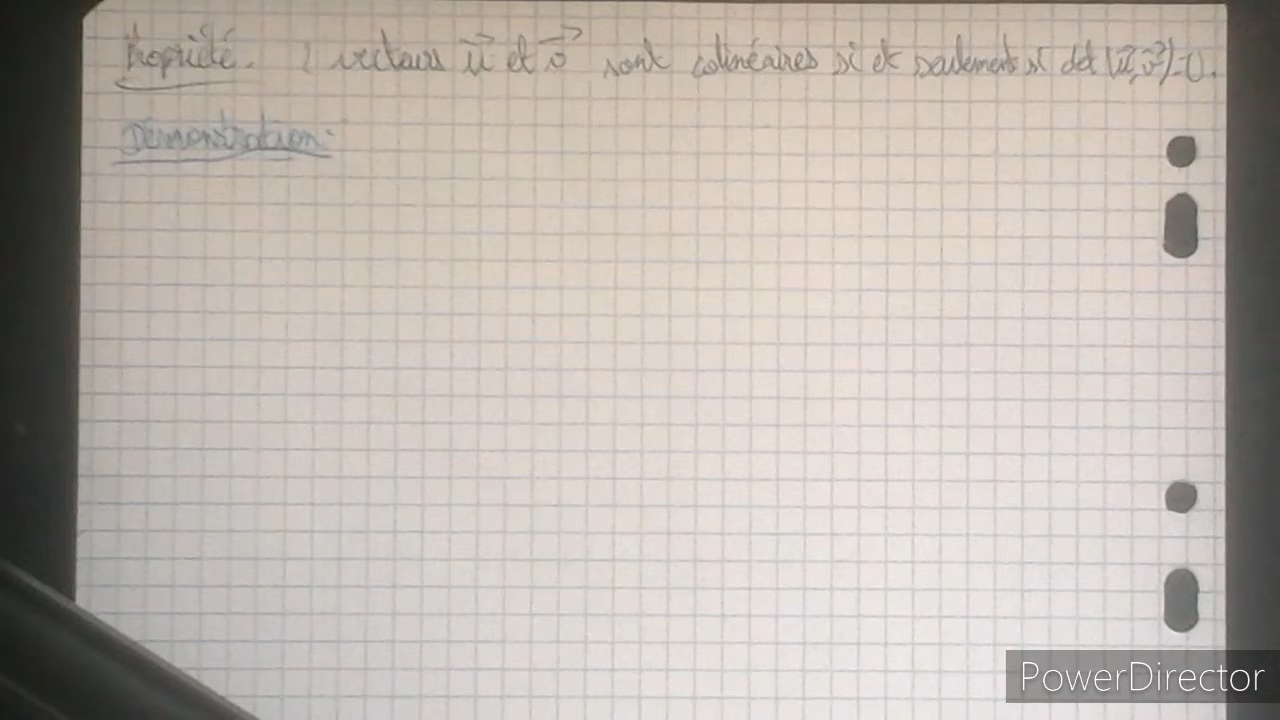 Propriété. 2 vecteurs u⃗ et v⃗ sont colinéaires si et seulement si det(u⃗,v⃗)=0.
Démonstration:
PowerDirector